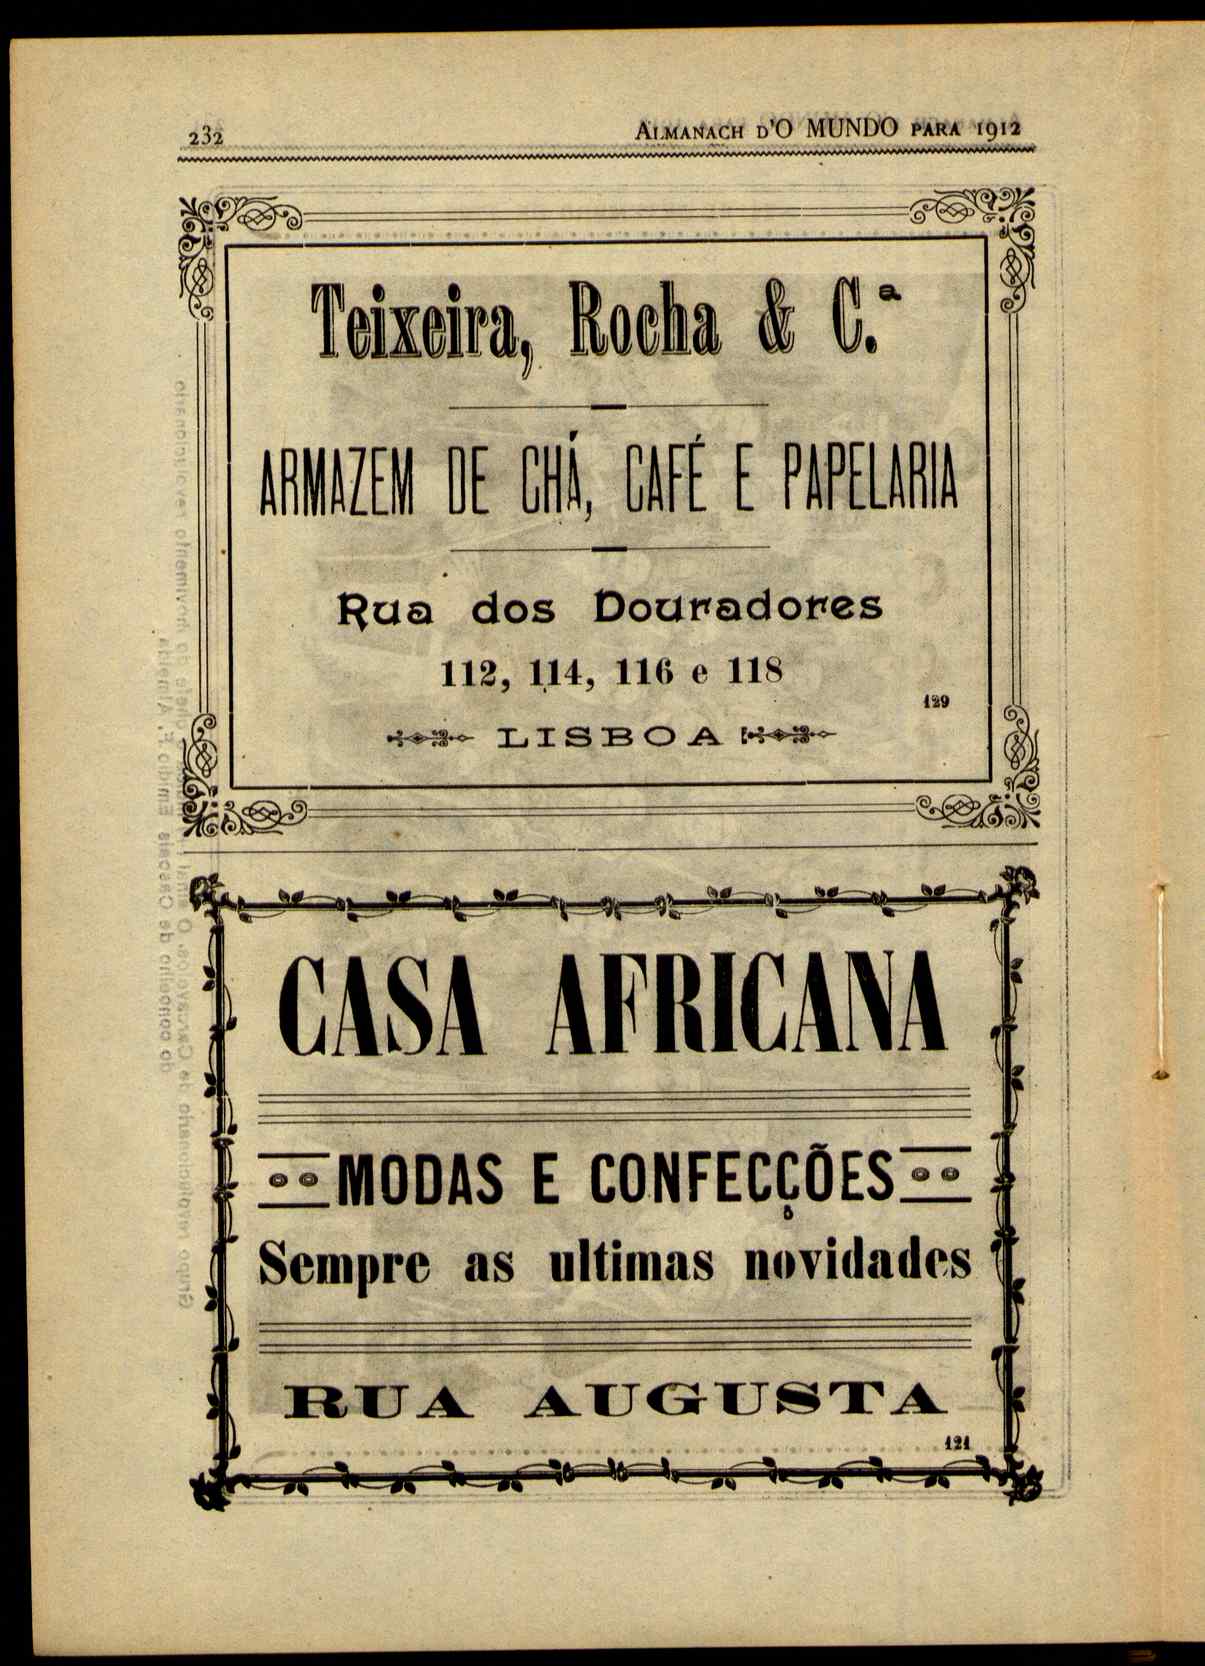 232
ALMANACH D'O MUNDO PARA 1912
Teixeira, Rocha & C.ª
ARMAZEM DE CHÁ, CAFÉ E PAPELARIA
Rua dos Douradores
112, 114, 116 e 118
129
LISBOA
CASA AFRICANA
MODAS E CONFECÇÕES
Sempre as ultimas novidades
RUA AUGUSTA
121